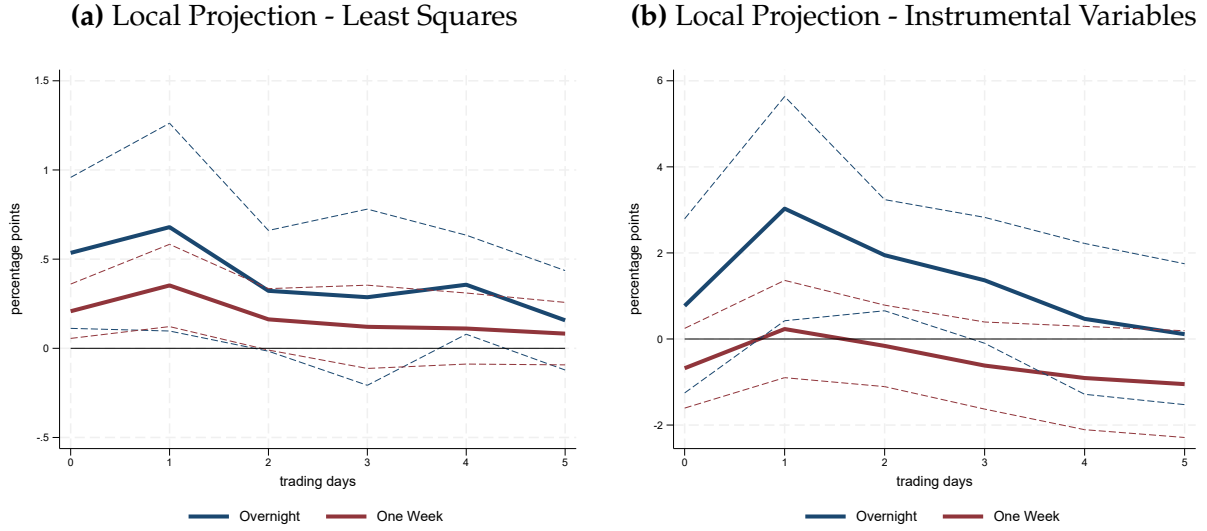 (a) Local Projection - Least Squares
1.5
1
.5
0
-.5
percentage points
0 1 2 3 4 5
trading days
Overnight One Week
(b) Local Projection - Instrumental Variables
6
4
2
0
-2
percentage points
0 1 2 3 4 5
trading days
Overnight One Week